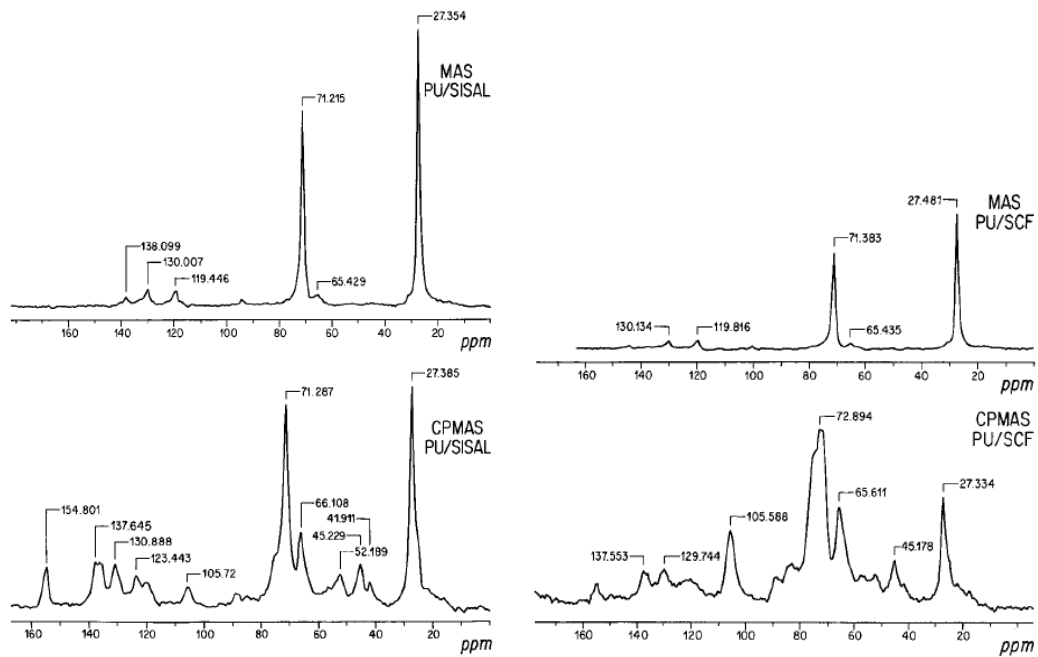 27.354
MAS
PU/SISAL
71.215
138.099
130.007
119.446
65.429
160 140 120 100 80 60 40 20
ppm
27.481
MAS
PU/SCF
71.383
130.134
119.816
65.435
160 140 120 100 80 60 40 20
ppm
27.385
71.287
CPMAS
PU/SISAL
154.801
66.108
137.645
41.911
130.888
45.229
123.443
52.189
105.72
160 140 120 100 80 60 40 20
ppm
72.894
CPMAS
PU/SCF
65.611
27.334
105.588
137.553
129.744
45.178
160 140 120 100 80 60 40 20
ppm